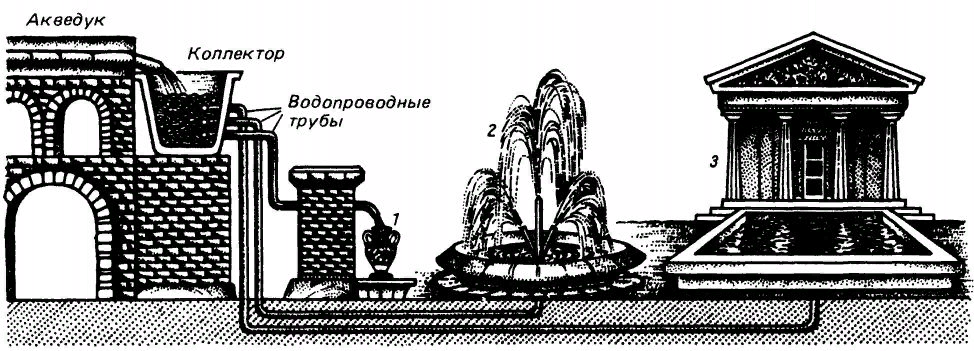 Акведук
Коллектор
Водопроводные
трубы
1
2
3